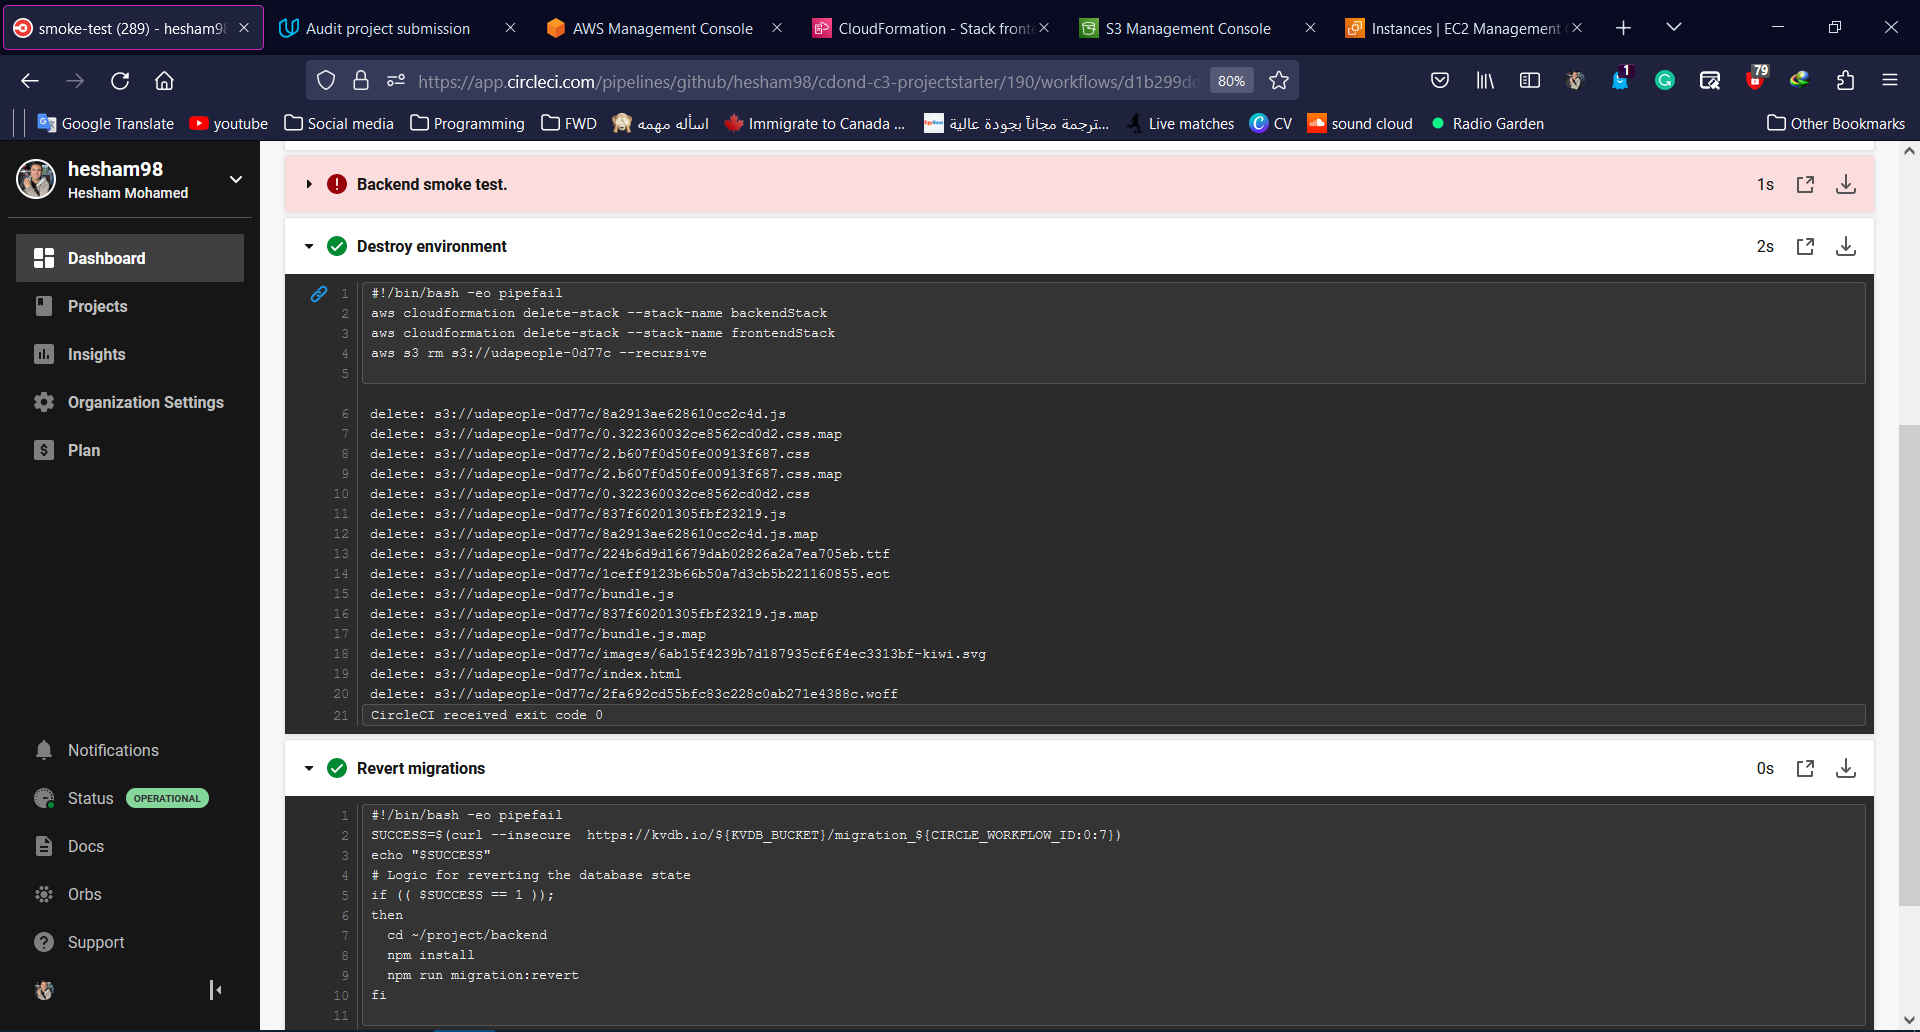 smoke-test (289) - hesham98
Audit project submission
AWS Management Console
CloudFormation - Stack fronte
S3 Management Console
Instances | EC2 Management
https://app.circleci.com/pipelines/github/hesham98/cdond-c3-projectstarter/190/workflows/d1b299dd
80%
1
79
Google Translate
youtube
Social media
Programming
FWD
اسأله مهمه
Immigrate to Canada ...
ترجمة مجاناً بجودة عالية...
Live matches
CV
sound cloud
Radio Garden
Other Bookmarks
hesham98
Hesham Mohamed
Dashboard
Projects
Insights
Organization Settings
Plan
Notifications
Status OPERATIONAL
Docs
Orbs
Support
Backend smoke test.
1s
Destroy environment
2s
1 #!/bin/bash -eo pipefail
2 aws cloudformation delete-stack --stack-name backendStack
3 aws cloudformation delete-stack --stack-name frontendStack
4 aws s3 rm s3://udapeople-0d77c --recursive
5
6 delete: s3://udapeople-0d77c/8a2913ae628610cc2c4d.js
7 delete: s3://udapeople-0d77c/0.322360032ce8562cd0d2.css.map
8 delete: s3://udapeople-0d77c/2.b607f0d50fe00913f687.css
9 delete: s3://udapeople-0d77c/2.b607f0d50fe00913f687.css.map
10 delete: s3://udapeople-0d77c/0.322360032ce8562cd0d2.css
11 delete: s3://udapeople-0d77c/837f60201305fbf23219.js
12 delete: s3://udapeople-0d77c/8a2913ae628610cc2c4d.js.map
13 delete: s3://udapeople-0d77c/224b6d9d16679dab02826a2a7ea705eb.ttf
14 delete: s3://udapeople-0d77c/1ceff9123b66b50a7d3cb5b221160855.eot
15 delete: s3://udapeople-0d77c/bundle.js
16 delete: s3://udapeople-0d77c/837f60201305fbf23219.js.map
17 delete: s3://udapeople-0d77c/bundle.js.map
18 delete: s3://udapeople-0d77c/images/6ab15f4239b7d187935cf6f4ec3313bf-kiwi.svg
19 delete: s3://udapeople-0d77c/index.html
20 delete: s3://udapeople-0d77c/2fa692cd55bfc83c228c0ab271e4388c.woff
21 CircleCI received exit code 0
Revert migrations
0s
1 #!/bin/bash -eo pipefail
2 SUCCESS=$(curl --insecure  https://kvdb.io/${KVDB_BUCKET}/migration_${CIRCLE_WORKFLOW_ID:0:7})
3 echo "$SUCCESS"
4 # Logic for reverting the database state
5 if (( $SUCCESS == 1 ));
6 then
7   cd ~/project/backend
8   npm install
9   npm run migration:revert
10 fi
11